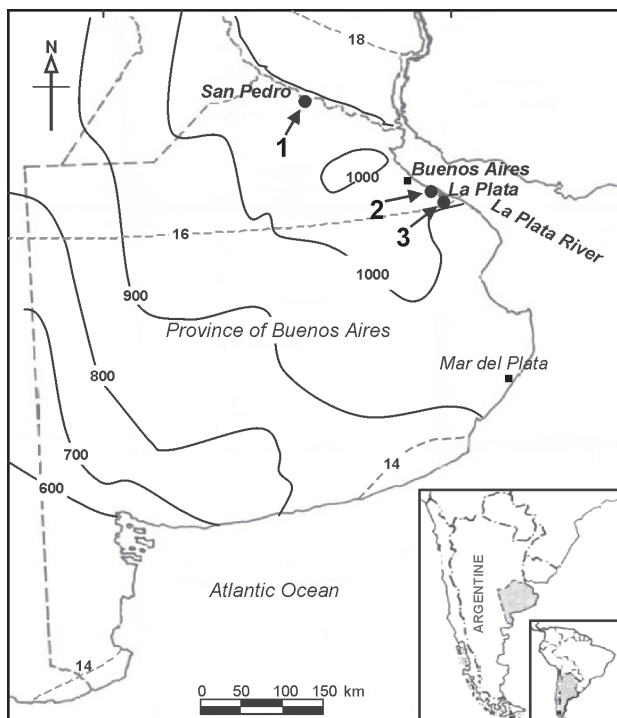 18
N
San Pedro
1
1000
Buenos Aires
La Plata
2
3
La Plata River
16
1000
900
Province of Buenos Aires
Mar del Plata
800
700
14
600
Atlantic Ocean
ARGENTINE
14
0 50 100 150 km